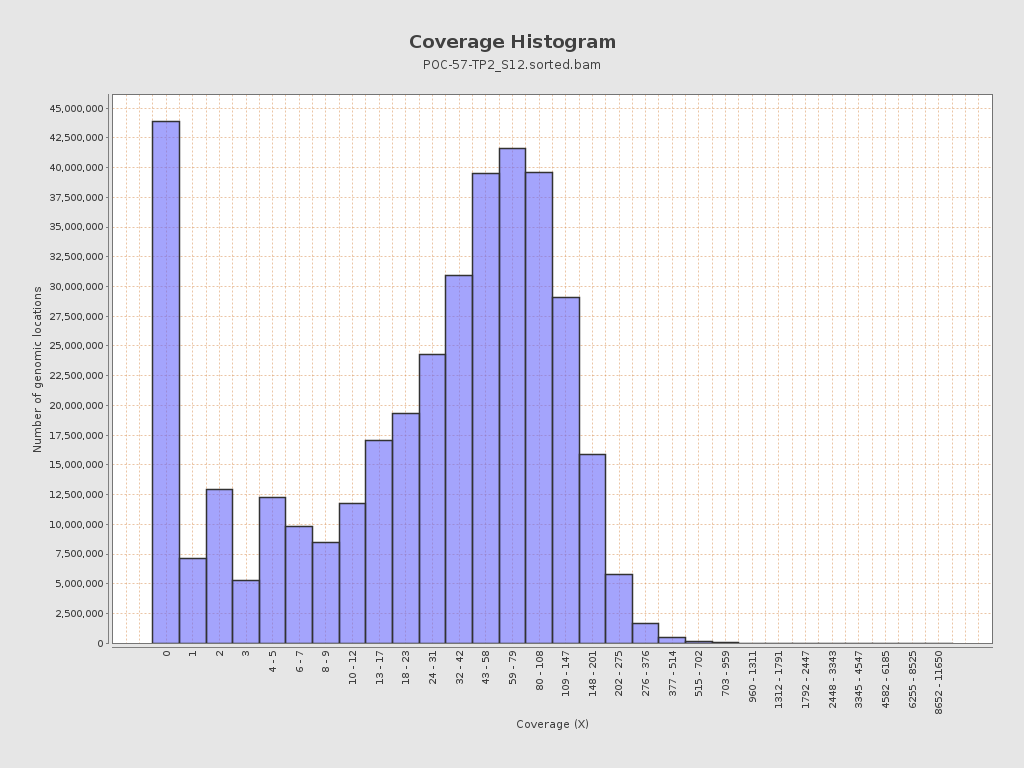 Coverage Histogram
POC-57-TP2_S12.sorted.bam
Number of genomic locations
45,000,000
42,500,000
40,000,000
37,500,000
35,000,000
32,500,000
30,000,000
27,500,000
25,000,000
22,500,000
20,000,000
17,500,000
15,000,000
12,500,000
10,000,000
7,500,000
5,000,000
2,500,000
0
0
1
2
3
4 - 5
6 - 7
8 - 9
10 - 12
13 - 17
18 - 23
24 - 31
32 - 42
43 - 58
59 - 79
80 - 108
109 - 147
148 - 201
202 - 275
276 - 376
377 - 514
515 - 702
703 - 959
960 - 1311
1312 - 1791
1792 - 2447
2448 - 3343
3345 - 4547
4582 - 6185
6255 - 8525
8652 - 11650
Coverage (X)